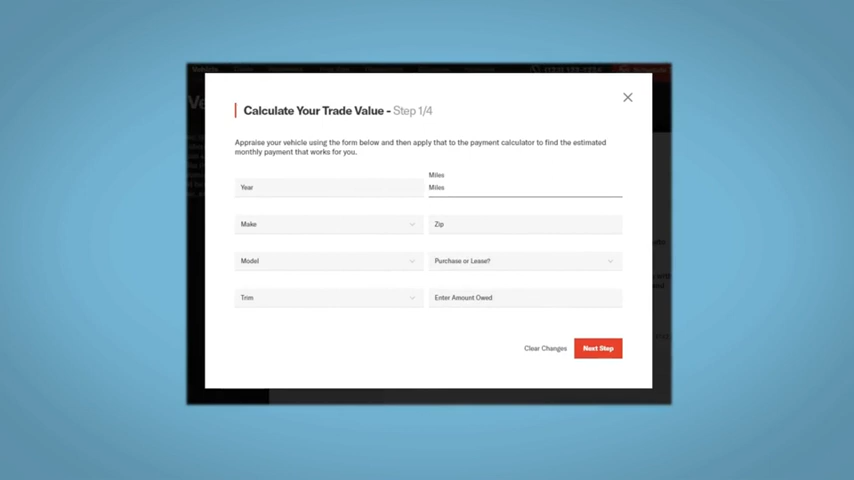 Calculate Your Trade Value - Step 1/4
Appraise your vehicle using the form below and then apply that to the payment calculator to find the estimated
monthly payment that works for you.
Miles
Year
Miles
Make
Zip
Model
Purchase or Lease?
Trim
Enter Amount Owed
Clear Changes
Next Step